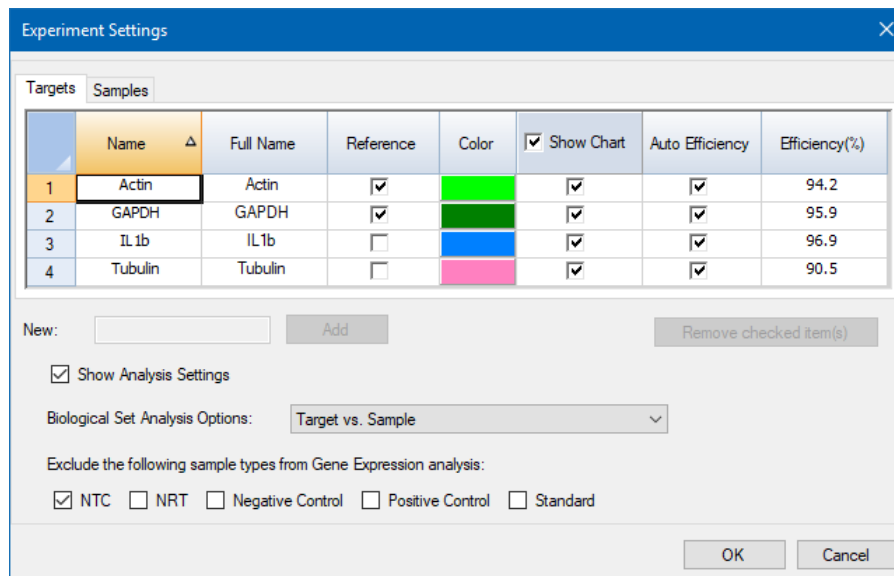 Experiment Settings
Targets Samples
Name Full Name Reference Color Show Chart Auto Efficiency Efficiency(%)
1 Actin Actin 94.2
2 GAPDH GAPDH 95.9
3 IL1b IL1b 96.9
4 Tubulin Tubulin 90.5
New: Add Remove checked item(s)
Show Analysis Settings
Biological Set Analysis Options: Target vs. Sample
Exclude the following sample types from Gene Expression analysis:
NTC NRT Negative Control Positive Control Standard
OK Cancel